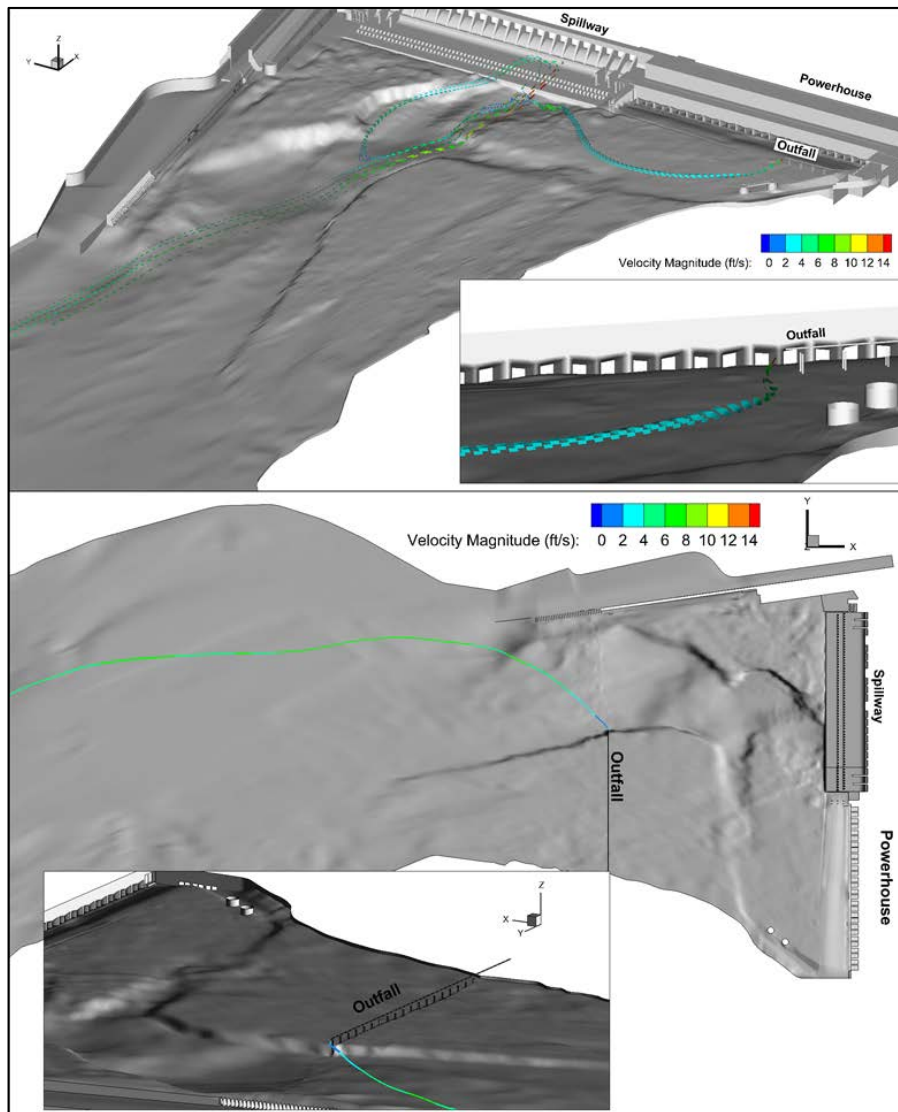 Spillway
Z
Y
X
Powerhouse
Outfall
Velocity Magnitude (ft/s): 0 2 4 6 8 10 12 14
Outfall
Velocity Magnitude (ft/s): 0 2 4 6 8 10 12 14
Y
Z
X
Spillway
Outfall
Powerhouse
Z
X
Y
Outfall